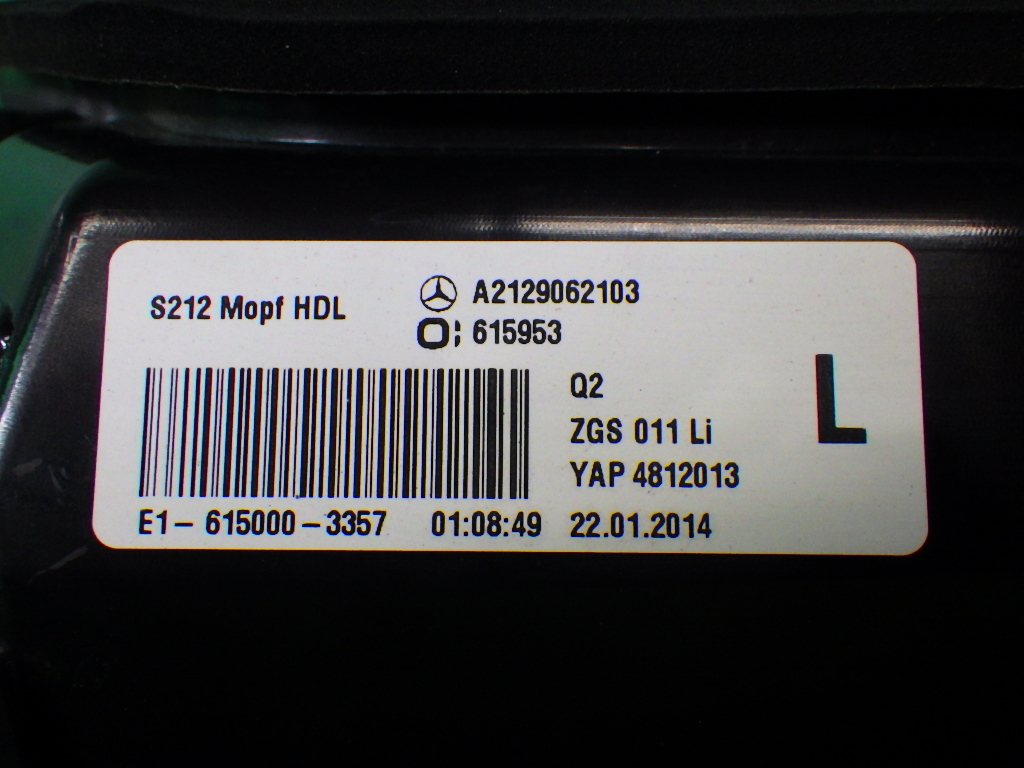 S212 Mopf HDL
A2129062103
615953
Q2
ZGS 011 Li
YAP 4812013
L
E1- 615000-3357 01:08:49 22.01.2014